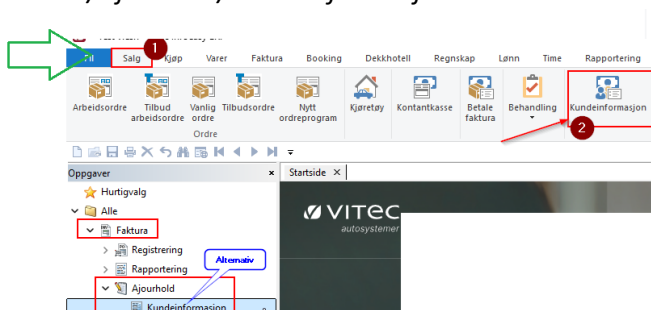 1
Fil Salg Kjøp Varer Faktura Booking Dekkhotell Regnskap Lønn Time Rapportering
Arbeidsordre Tilbud arbeidsordre Vanlig ordre Tilbudsordre Nytt ordreprogram Kjøretøy Kontantkasse Betale faktura Behandling Kundeinformasjon
2
Ordre
Oppgaver × Startside ×
Hurtigvalg
Alle
VITEC
autosystemer
Faktura
Registrering
Alternativ
Rapportering
Ajourhold
Kundeinformasjon